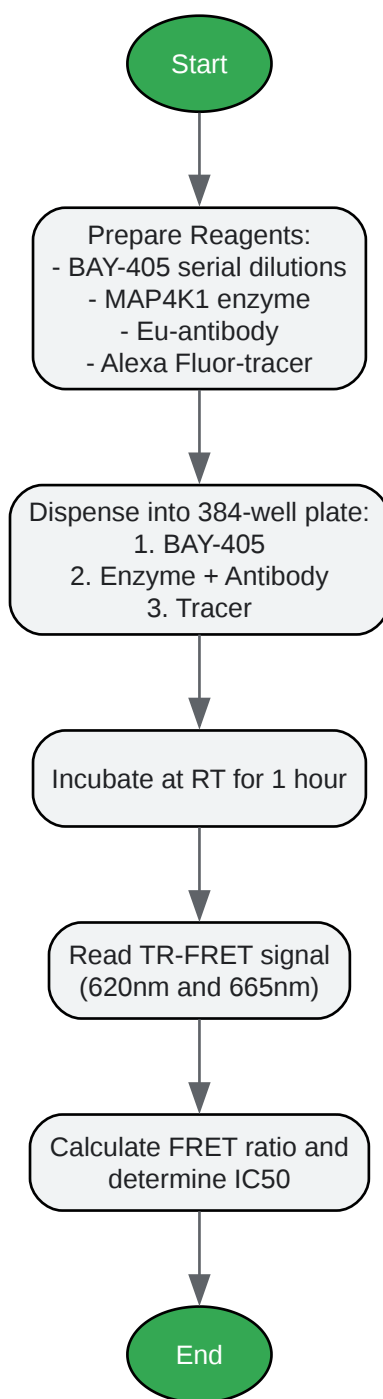 Start
Prepare Reagents:
- BAY-405 serial dilutions
- MAP4K1 enzyme
- Eu-antibody
- Alexa Fluor-tracer
Dispense into 384-well plate:
1. BAY-405
2. Enzyme + Antibody
3. Tracer
Incubate at RT for 1 hour
Read TR-FRET signal
(620nm and 665nm)
Calculate FRET ratio and
determine IC50
End